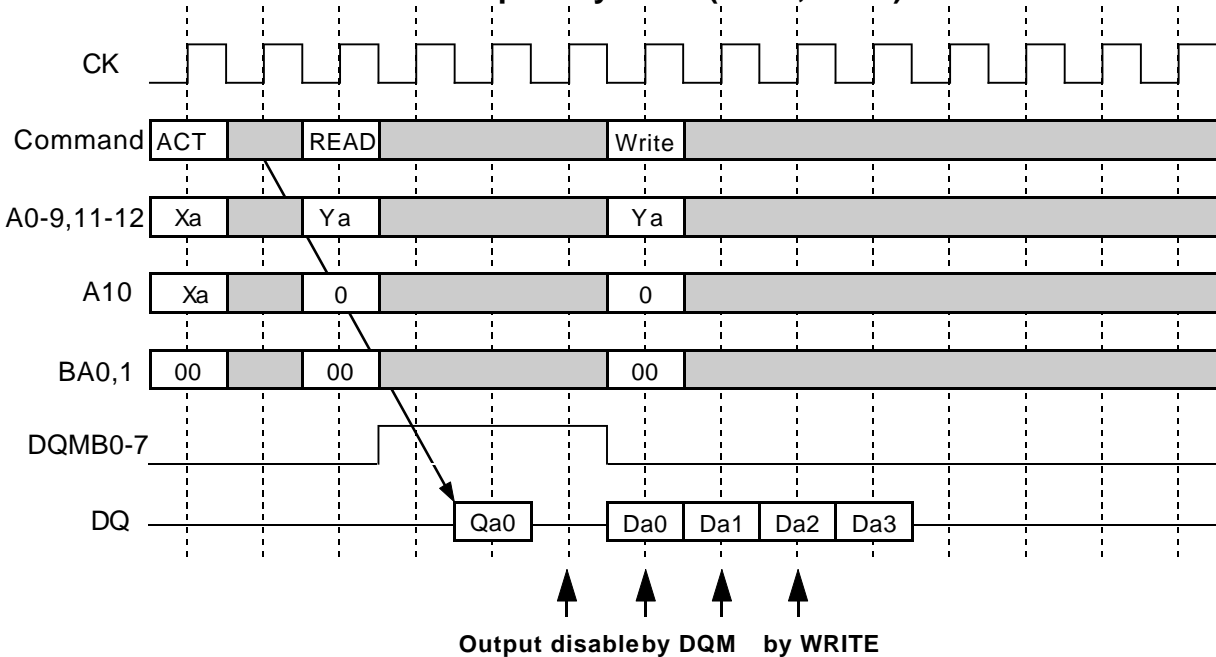 CK
Command ACT READ Write
A0-9,11-12 Xa Ya Ya
A10 Xa 0 0
BA0,1 00 00 00
DQMB0-7
DQ Qa0 Da0 Da1 Da2 Da3
Output disable by DQM by WRITE